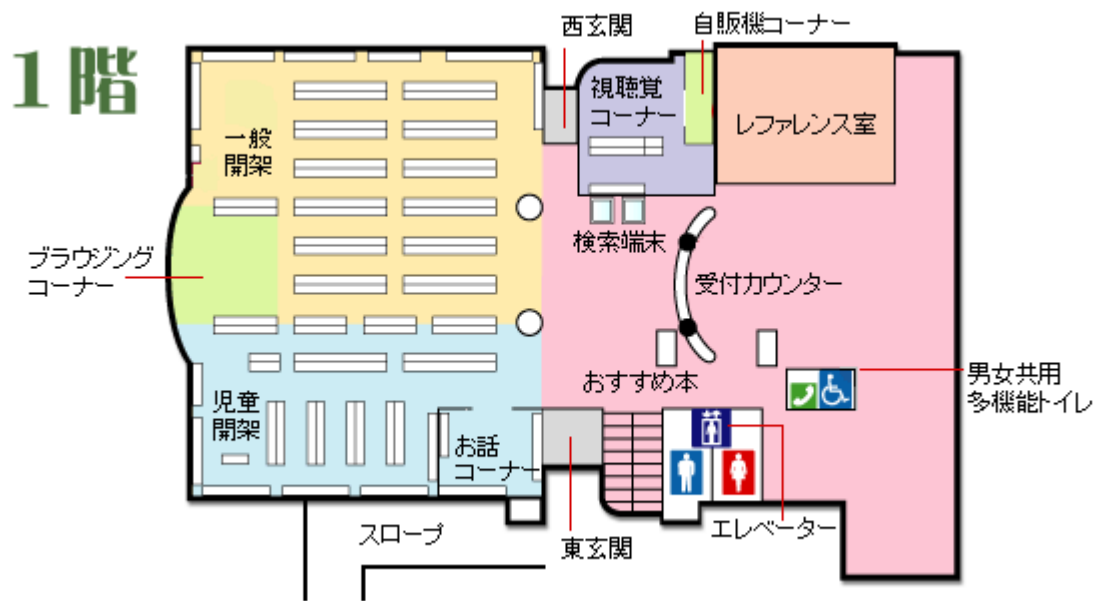 1階
西玄関
自販機コーナー
視聴覚
コーナー
レファレンス室
一般
開架
検索端末
ブラウジング
コーナー
受付カウンター
おすすめ本
男女共用
多機能トイレ
児童
開架
お話
コーナー
エレベーター
スロープ
東玄関